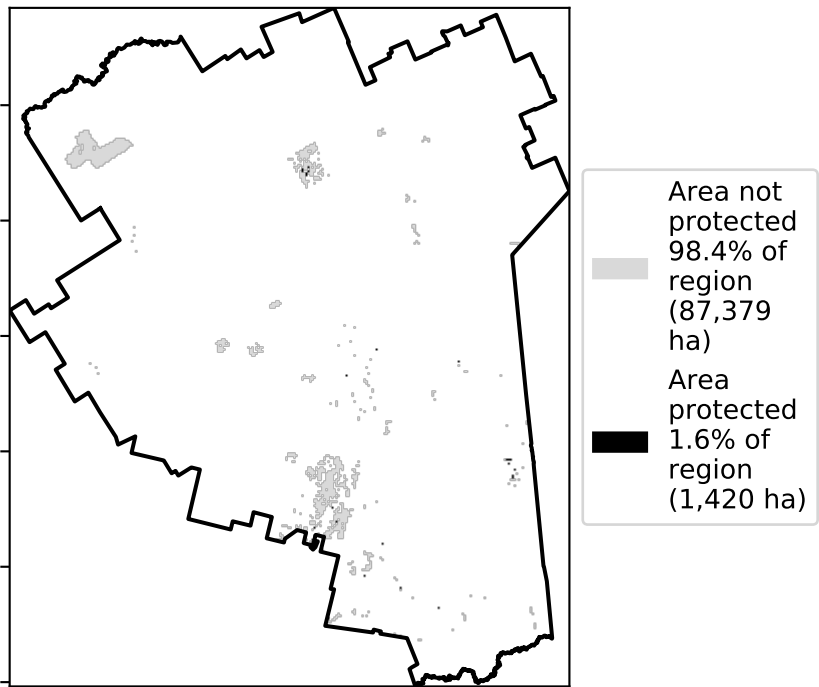 Area not
protected
98.4% of
region
(87,379
ha)
Area
protected
1.6% of
region
(1,420 ha)